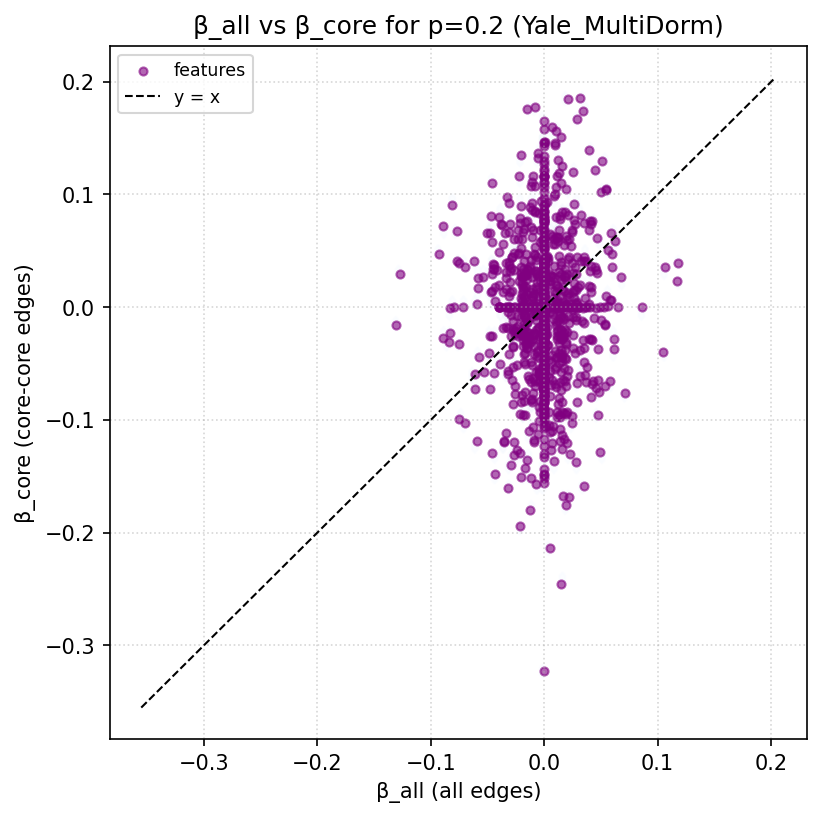 β_all vs β_core for p=0.2 (Yale_MultiDorm)
features
y = x
0.2
0.1
0.0
−0.1
−0.2
−0.3
β_core (core-core edges)
−0.3
−0.2
−0.1
0.0
0.1
0.2
β_all (all edges)